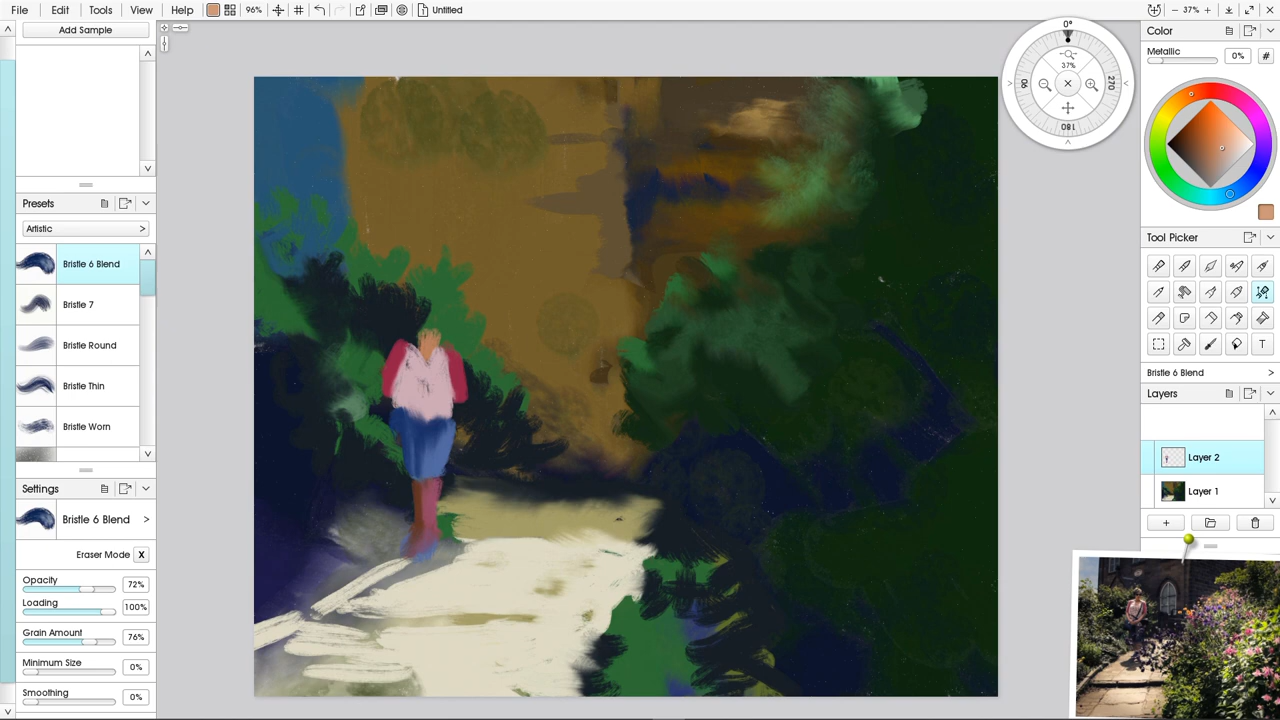 File Edit Tools View Help 96% Untitled 37%
Add Sample
Presets
Artistic >
Bristle 6 Blend
Bristle 7
Bristle Round
Bristle Thin
Bristle Worn
Settings
Bristle 6 Blend >
Eraser Mode X
Opacity 72%
Loading 100%
Grain Amount 76%
Minimum Size 0%
Smoothing 0%
0°
37%
90
270
180
Color
Metallic
0% #
Tool Picker
T
Bristle 6 Blend >
Layers
Layer 2
Layer 1